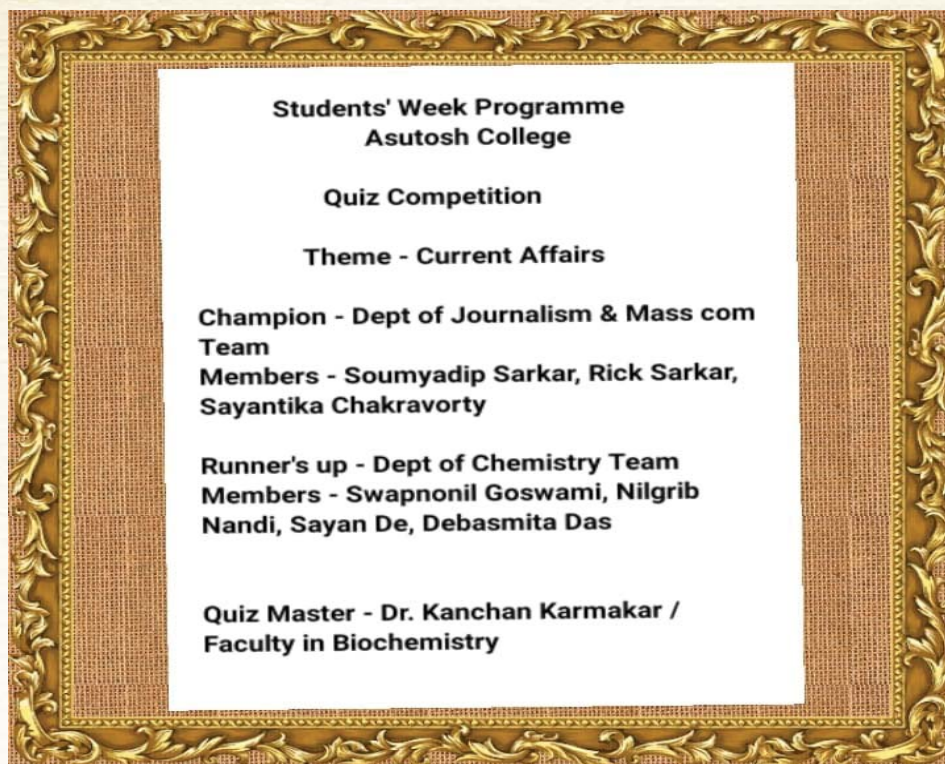 Students' Week Programme
Asutosh College
Quiz Competition
Theme - Current Affairs
Champion - Dept of Journalism & Mass com
Team
Members - Soumyadip Sarkar, Rick Sarkar,
Sayantika Chakravorty
Runner's up - Dept of Chemistry Team
Members - Swapnonil Goswami, Nilgrib
Nandi, Sayan De, Debasmita Das
Quiz Master - Dr. Kanchan Karmakar /
Faculty in Biochemistry